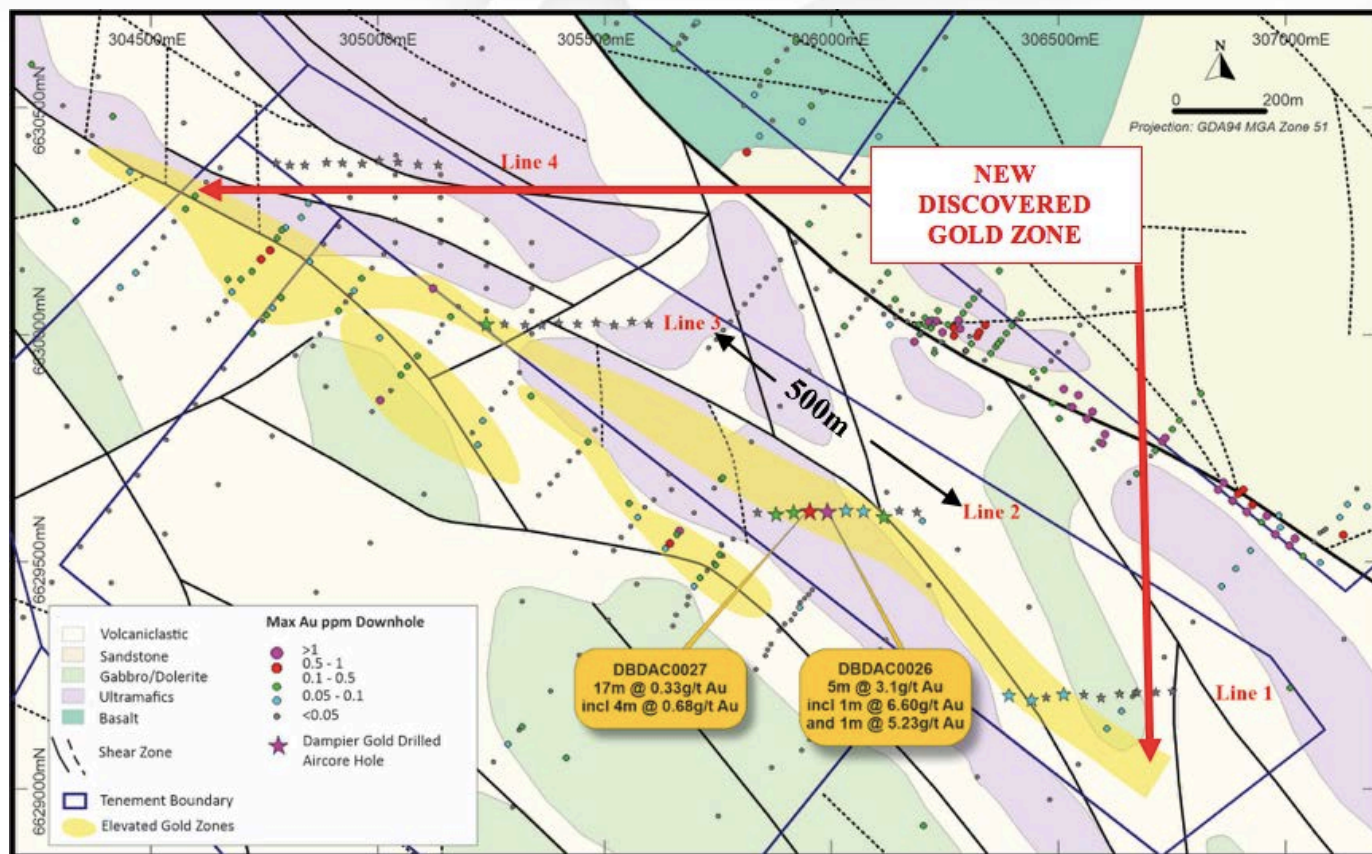 304500mE
305000mE
305500mE
306000mE
306500mE
307000mE
N
0 200m
Projection: GDA94 MGA Zone 51
6630500mN
6630000mN
6629500mN
6629000mN
Line 4
NEW
DISCOVERED
GOLD ZONE
Line 3
500m
Line 2
Line 1
DBDAC0027
17m @ 0.33g/t Au
incl 4m @ 0.68g/t Au
DBDAC0026
5m @ 3.1g/t Au
incl 1m @ 6.60g/t Au
and 1m @ 5.23g/t Au
Volcaniclastic
Sandstone
Gabbro/Dolerite
Ultramafics
Basalt
Shear Zone
Tenement Boundary
Elevated Gold Zones
Max Au ppm Downhole
>1
0.5 - 1
0.1 - 0.5
0.05 - 0.1
<0.05
Dampier Gold Drilled
Aircore Hole